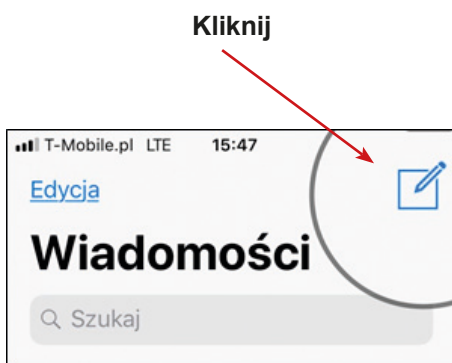 Kliknij
T-Mobile.pl LTE 15:47
Edycja
Wiadomości
Szukaj